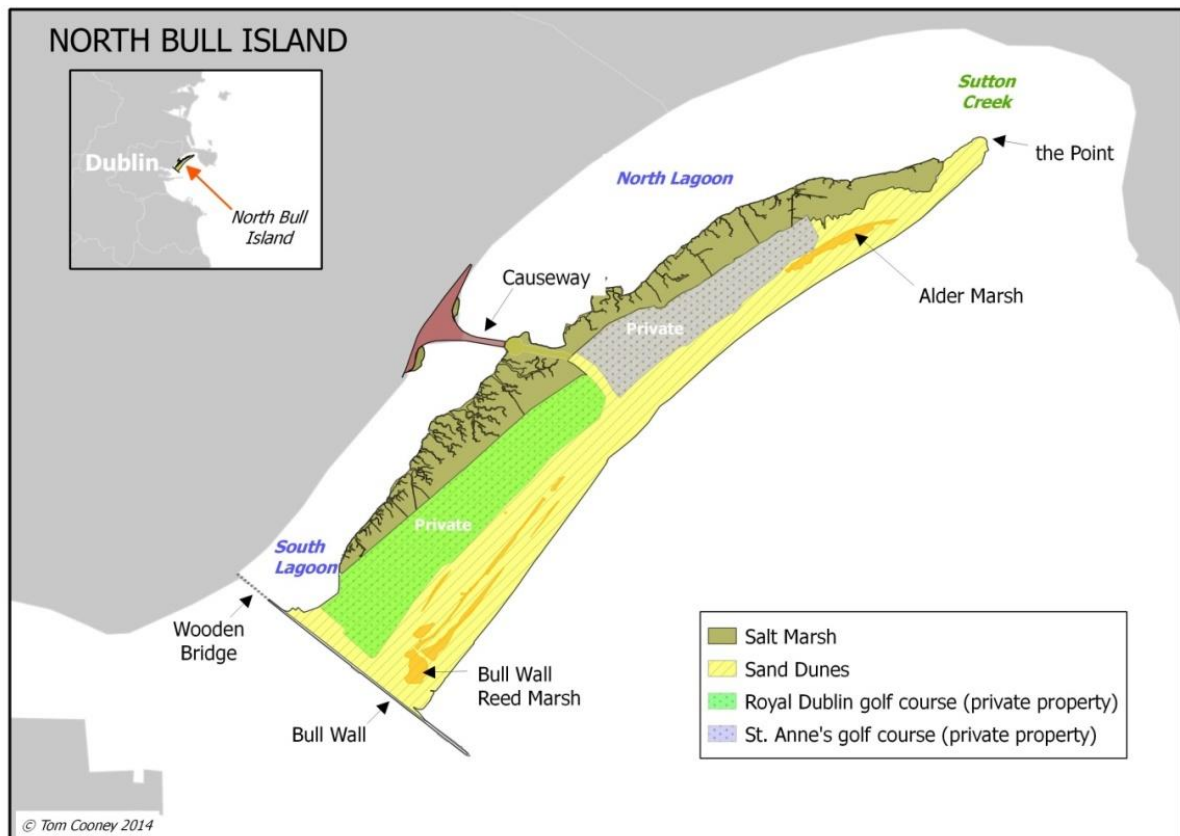 NORTH BULL ISLAND
Dublin
North Bull
Island
Sutton
Creek
the Point
North Lagoon
Causeway
Alder Marsh
Private
Private
South
Lagoon
Wooden
Bridge
Bull Wall
Reed Marsh
Bull Wall
Salt Marsh
Sand Dunes
Royal Dublin golf course (private property)
St. Anne's golf course (private property)
© Tom Cooney 2014